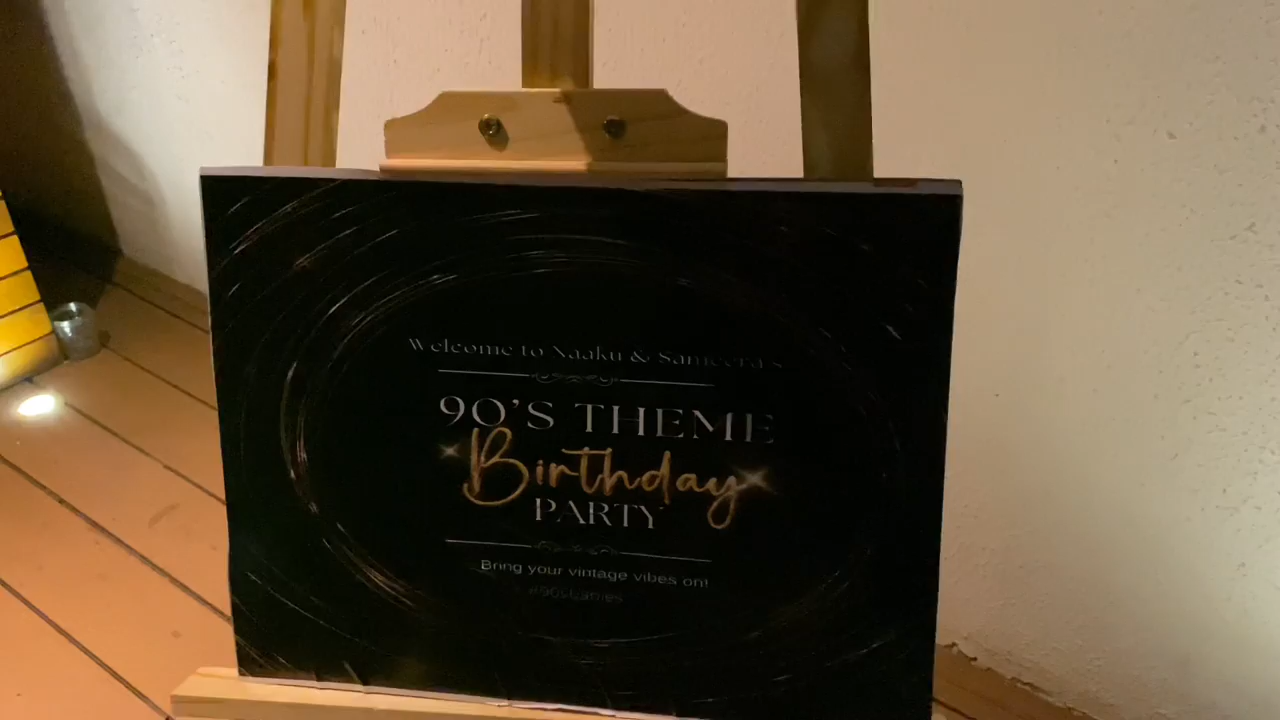 Welcome to Naaku & Sameera's
90'S THEME
Birthday
PARTY
Bring your vintage vibes on!